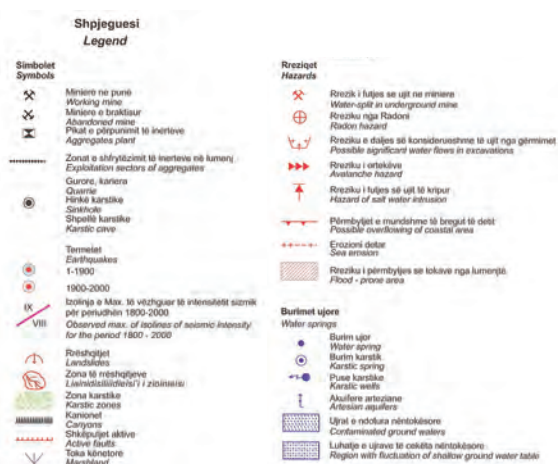 Shpjeguesi
Legend
Simbolet
Symbols
Miniere ne pune
Working mine
Miniere e braktisur
Abandoned mine
Pikat e përpunimit të inerteve
Aggregates plant
Zonat e shfrytëzimit të inerteve në lumenj
Exploitation sectors of aggregates
Gurore, kariera
Quarrie
Hinkë karstike
Sinkhole
Shpellë karstike
Karstic cave
Termetet
Earthquakes
1-1900
1900-2000
IX
VIII
Izolinja e Max. të vëzhguar të intensitetit sizmik
për periudhën 1800-2000
Observed max. of isolines of seismic intensity
for the period 1800 - 2000
Rrëshqitjet
Landslides
Zona të rrëshqitjeve
Zona karstike
Karstic zones
Kanionet
Canyons
Shkëputjet aktive
Active faults
Toka kënetore
Marshland
Rreziqet
Hazards
Rrezik i futjes se ujit ne miniere
Water-split in underground mine
Rreziku nga Radoni
Radon hazard
Rreziku e daljes së konsiderueshme të ujit nga gërmimet
Possible significant water flows in excavations
Rreziku i ortekëve
Avalanche hazard
Rreziku i futjes së ujit të kripur
Hazard of salt water intrusion
Përmbytjet e mundshme të bregut të detit
Possible overflowing of coastal area
Erozioni detar
Sea erosion
Rreziku i përmbytjes se tokave nga lumenjtë
Flood - prone area
Burimet ujore
Water springs
Burim ujor
Water spring
Burim karstik
Karstic spring
Puse karstike
Karstic wells
Akuifere arteziane
Artesian aquifers
Ujrat e ndotura nëntokësore
Contaminated ground waters
Luhatje e ujrave të cekëta nëntokësore
Region with fluctuation of shallow ground water table